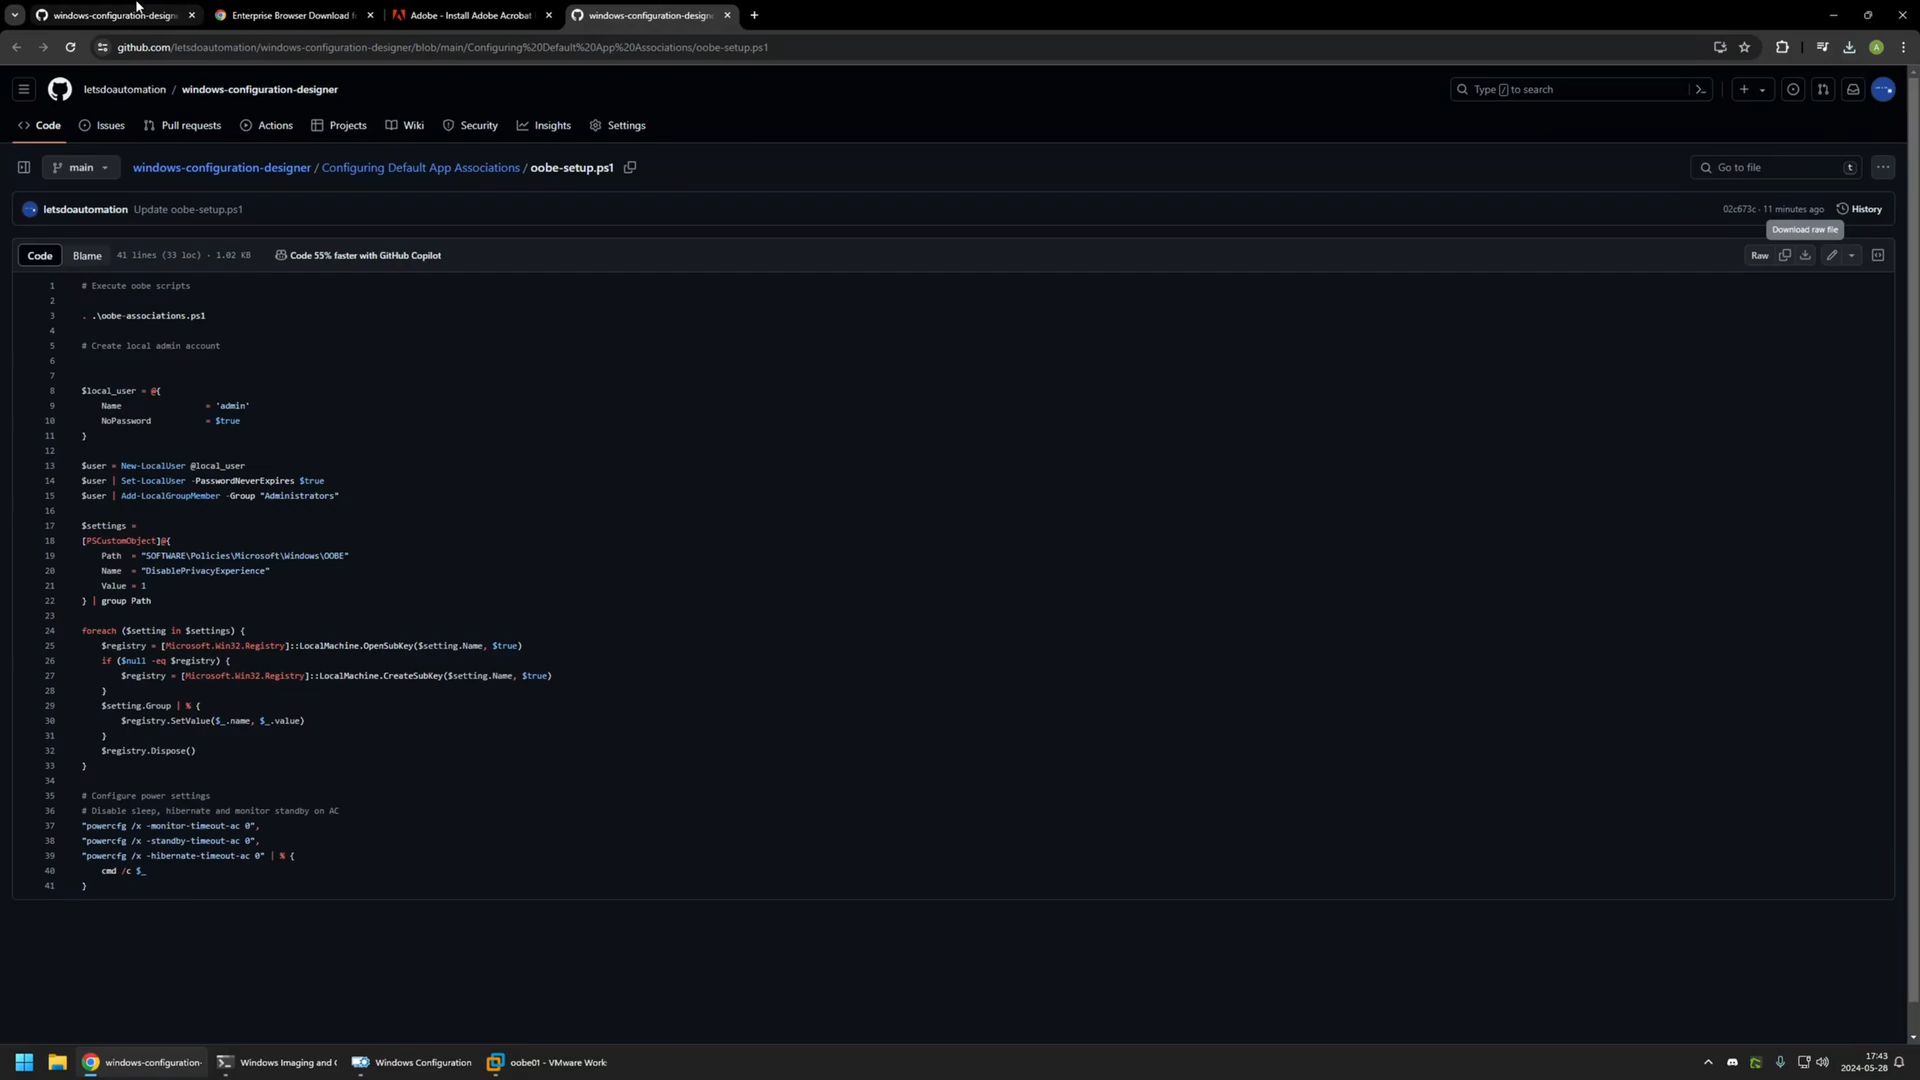 windows-configuration-design
Enterprise Browser Download f
Adobe - Install Adobe Acrobat
windows-configuration-design
github.com/letsdoautomation/windows-configuration-designer/blob/main/Configuring%20Default%20App%20Associations/oobe-setup.ps1
A
letsdoautomation / windows-configuration-designer
Type / to search
Code
Issues
Pull requests
Actions
Projects
Wiki
Security
Insights
Settings
main
windows-configuration-designer / Configuring Default App Associations / oobe-setup.ps1
Go to file
t
letsdoautomation Update oobe-setup.ps1
02c673c · 11 minutes ago
History
Download raw file
Code
Blame
41 lines (33 loc) · 1.02 KB
Code 55% faster with GitHub Copilot
Raw
1 # Execute oobe scripts
2
3 . .\oobe-associations.ps1
4
5 # Create local admin account
6
7
8 $local_user = @{
9 Name = 'admin'
10 NoPassword = $true
11 }
12
13 $user = New-LocalUser @local_user
14 $user | Set-LocalUser -PasswordNeverExpires $true
15 $user | Add-LocalGroupMember -Group "Administrators"
16
17 $settings =
18 [PSCustomObject]@{
19 Path = "SOFTWARE\Policies\Microsoft\Windows\OOBE"
20 Name = "DisablePrivacyExperience"
21 Value = 1
22 } | group Path
23
24 foreach ($setting in $settings) {
25 $registry = [Microsoft.Win32.Registry]::LocalMachine.OpenSubKey($setting.Name, $true)
26 if ($null -eq $registry) {
27 $registry = [Microsoft.Win32.Registry]::LocalMachine.CreateSubKey($setting.Name, $true)
28 }
29 $setting.Group | % {
30 $registry.SetValue($_.name, $_.value)
31 }
32 $registry.Dispose()
33 }
34
35 # Configure power settings
36 # Disable sleep, hibernate and monitor standby on AC
37 "powercfg /x -monitor-timeout-ac 0",
38 "powercfg /x -standby-timeout-ac 0",
39 "powercfg /x -hibernate-timeout-ac 0" | % {
40 cmd /c $_
41 }
windows-configuration-
Windows Imaging and C
Windows Configuration
oobe01 - VMware Work
17:43
2024-05-28